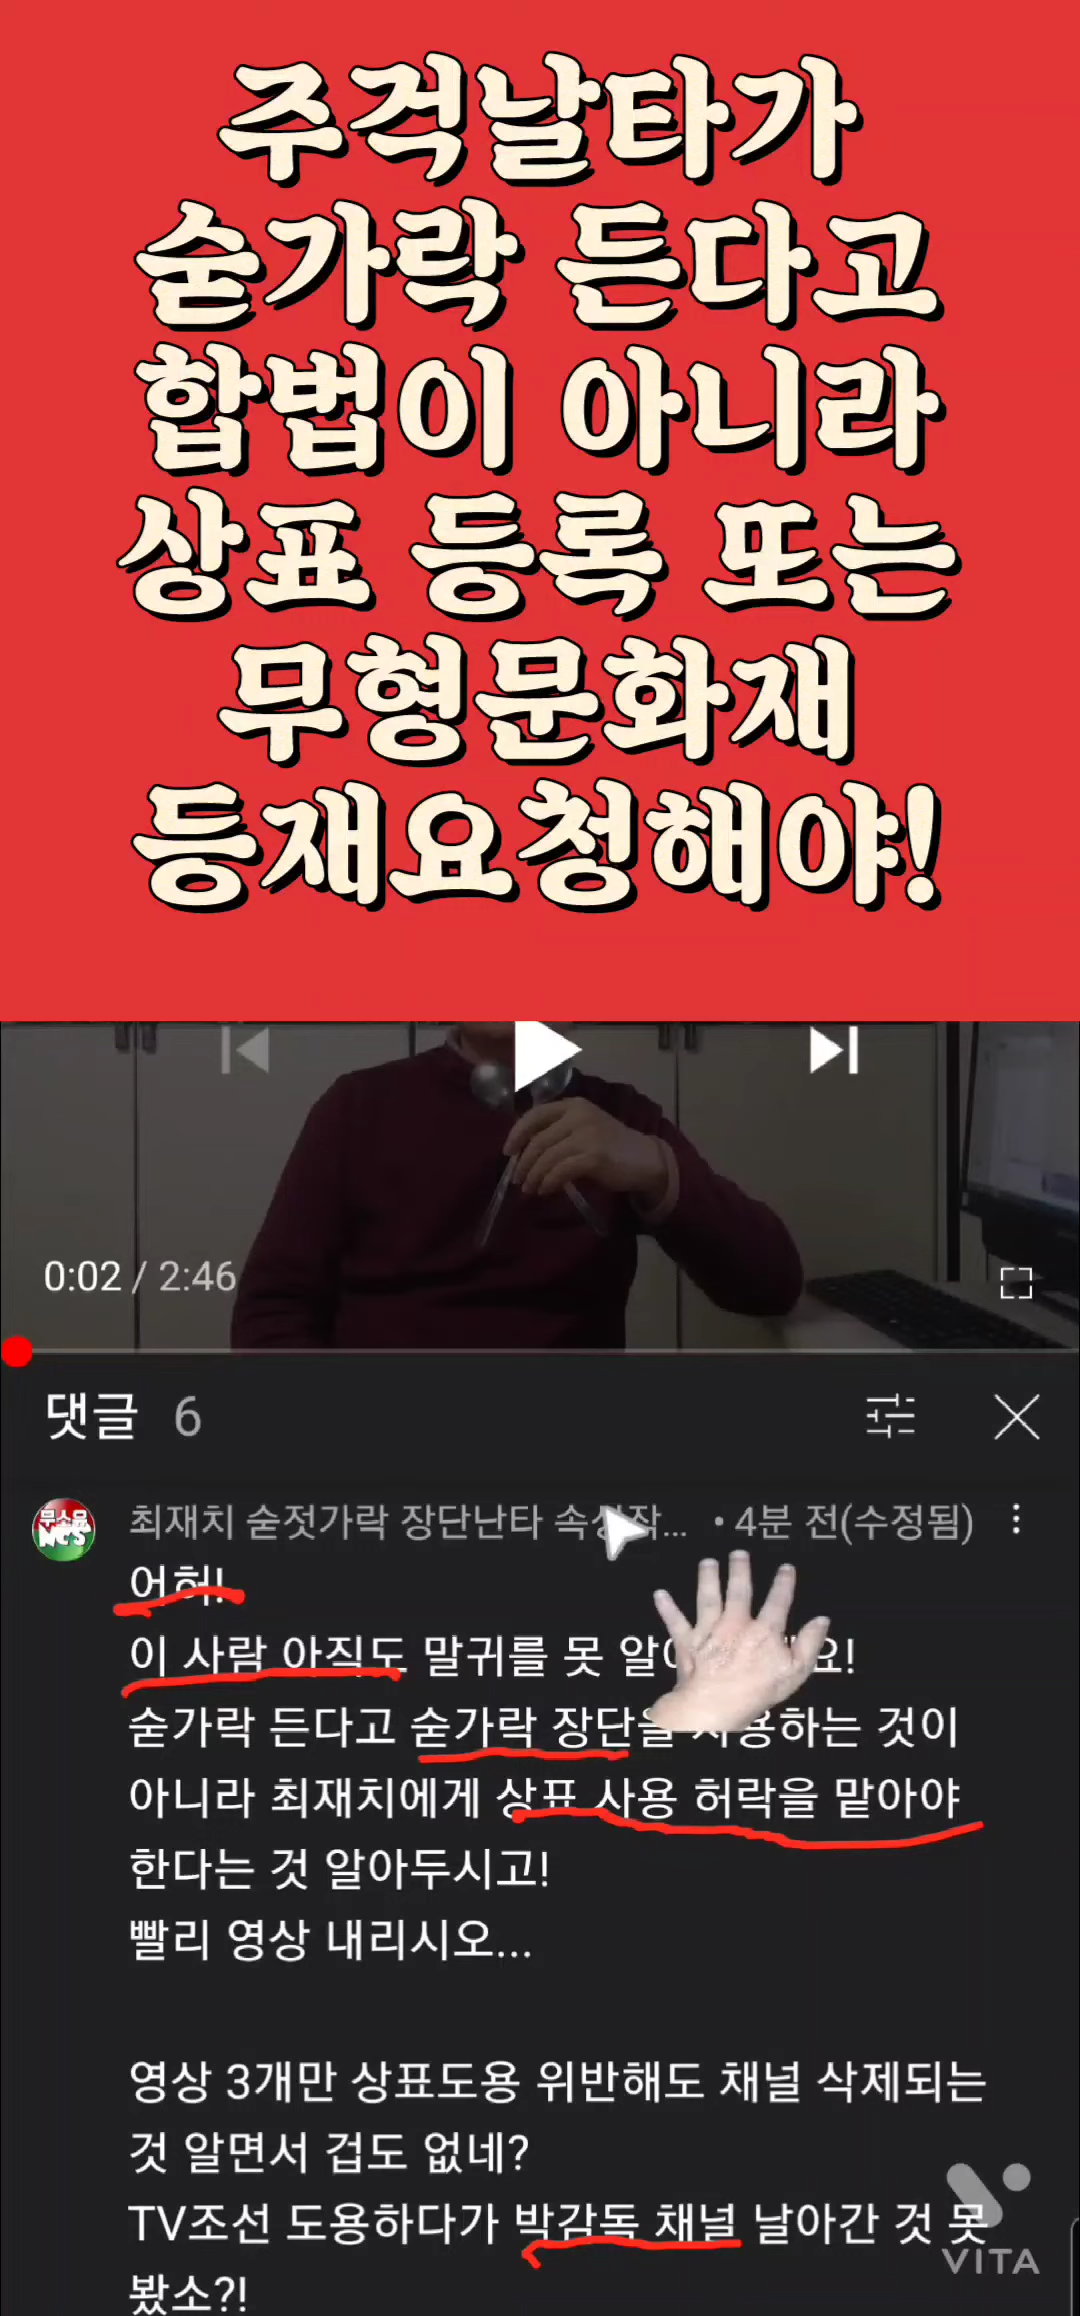 주걱날타가
숟가락 든다고
합법이 아니라
상표 등록 또는
무형문화재
등재요청해야!
0:02 / 2:46
댓글 6
무소유
NCS
최재치 숟젓가락 장단난타 속성작... • 4분 전(수정됨)
어허!
이 사람 아직도 말귀를 못 요!
숟가락 든다고 숟가락 장단을 사용하는 것이
아니라 최재치에게 상표 사용 허락을 맡아야
한다는 것 알아두시고!
빨리 영상 내리시오...
영상 3개만 상표도용 위반해도 채널 삭제되는
것 알면서 겁도 없네?
TV조선 도용하다가 박감독 채널 날아간 것 못
봤소?!
VITA